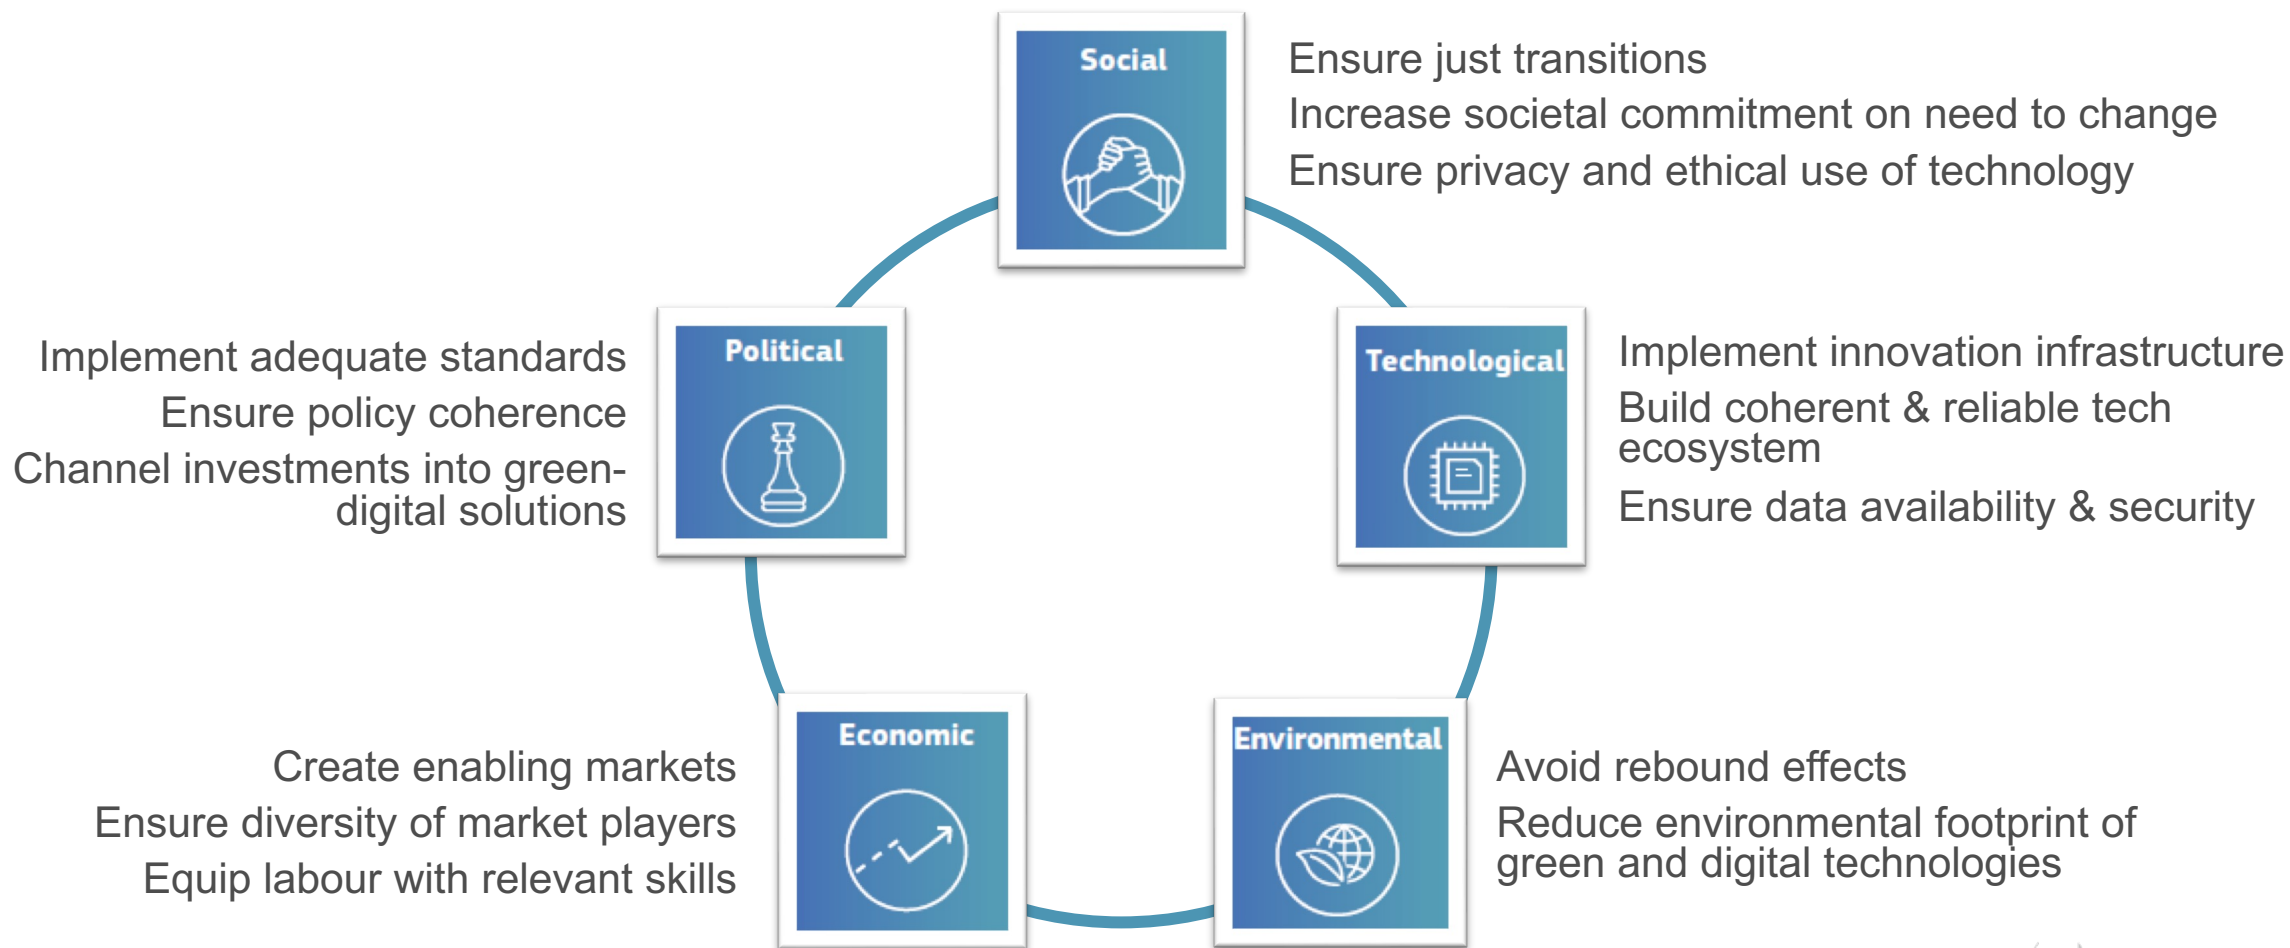 Social
Ensure just transitions
Increase societal commitment on need to change
Ensure privacy and ethical use of technology
Political
Implement adequate standards
Ensure policy coherence
Channel investments into green-
digital solutions
Technological
Implement innovation infrastructure
Build coherent & reliable tech
ecosystem
Ensure data availability & security
Economic
Create enabling markets
Ensure diversity of market players
Equip labour with relevant skills
Environmental
Avoid rebound effects
Reduce environmental footprint of
green and digital technologies